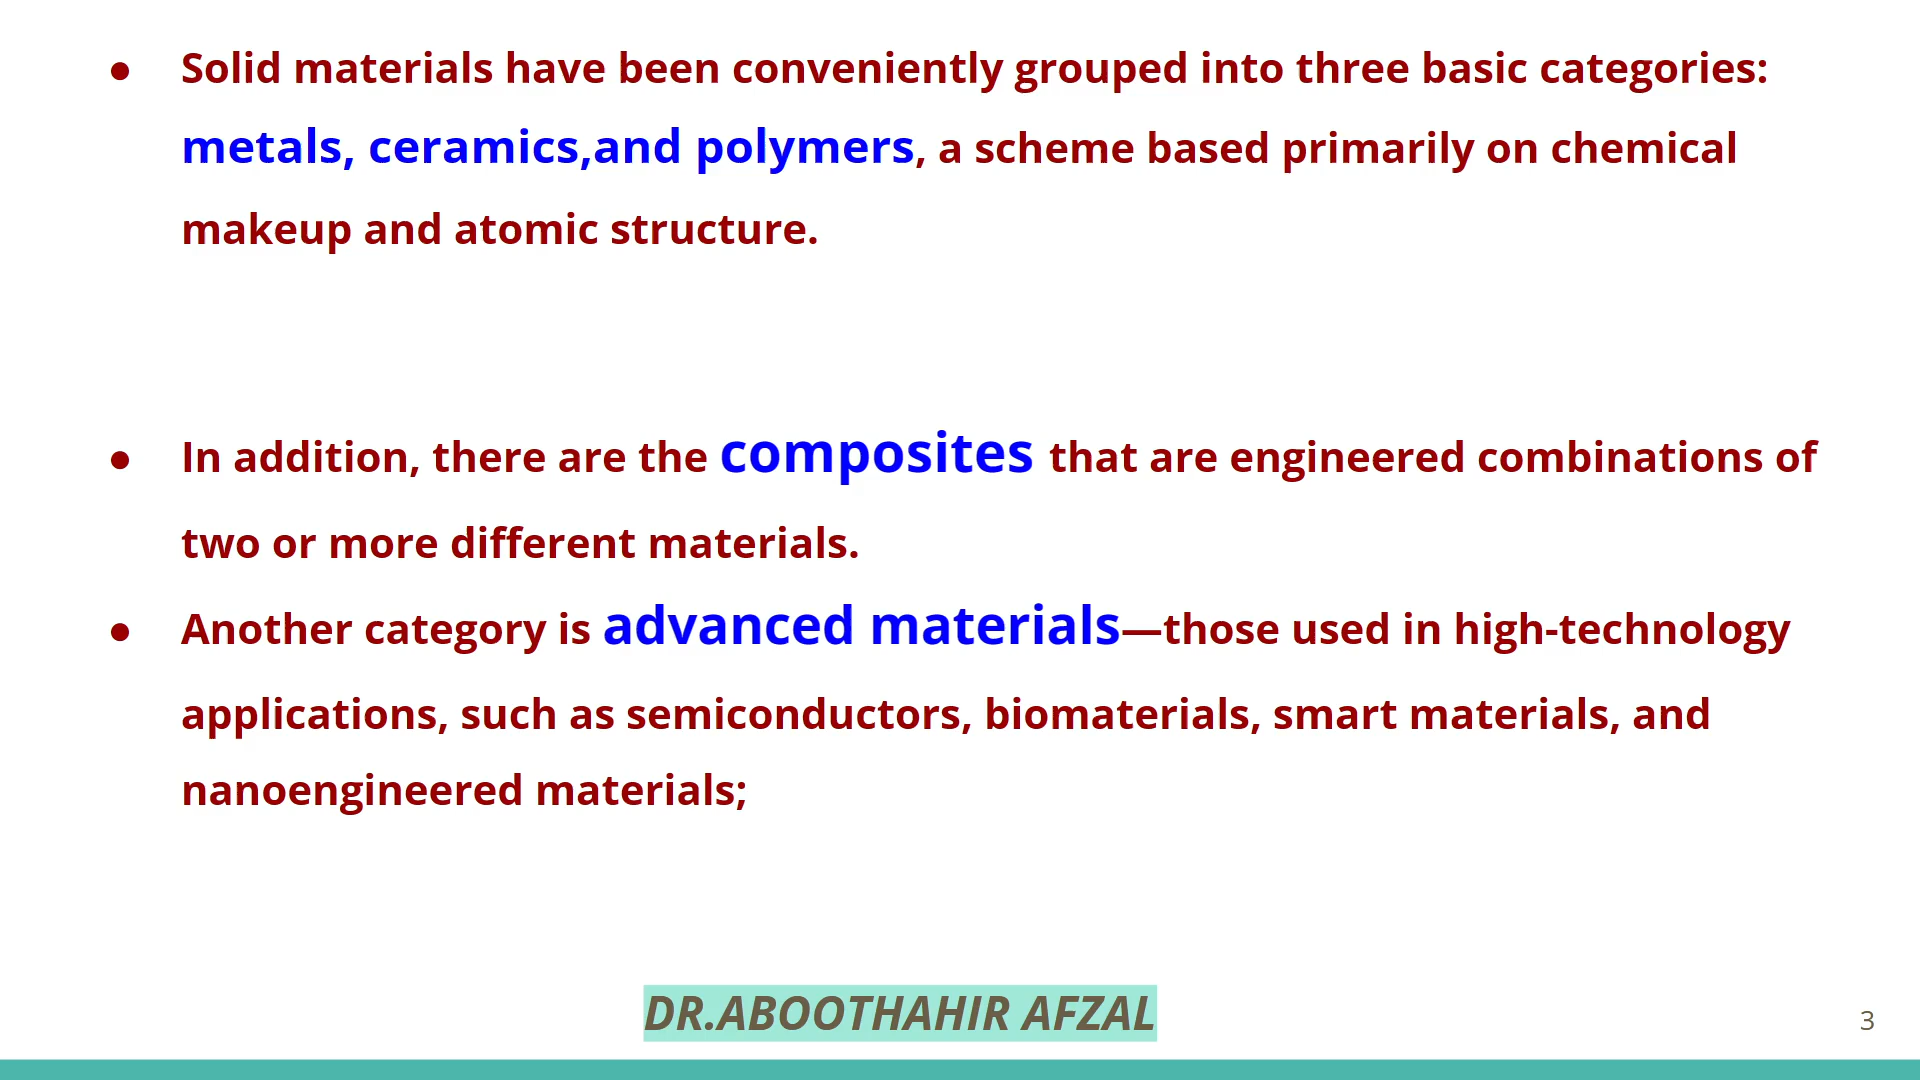 ● Solid materials have been conveniently grouped into three basic categories:
metals, ceramics,and polymers, a scheme based primarily on chemical
makeup and atomic structure.
● In addition, there are the composites that are engineered combinations of
two or more different materials.
● Another category is advanced materials—those used in high-technology
applications, such as semiconductors, biomaterials, smart materials, and
nanoengineered materials;
DR.ABOOTHAHIR AFZAL
3